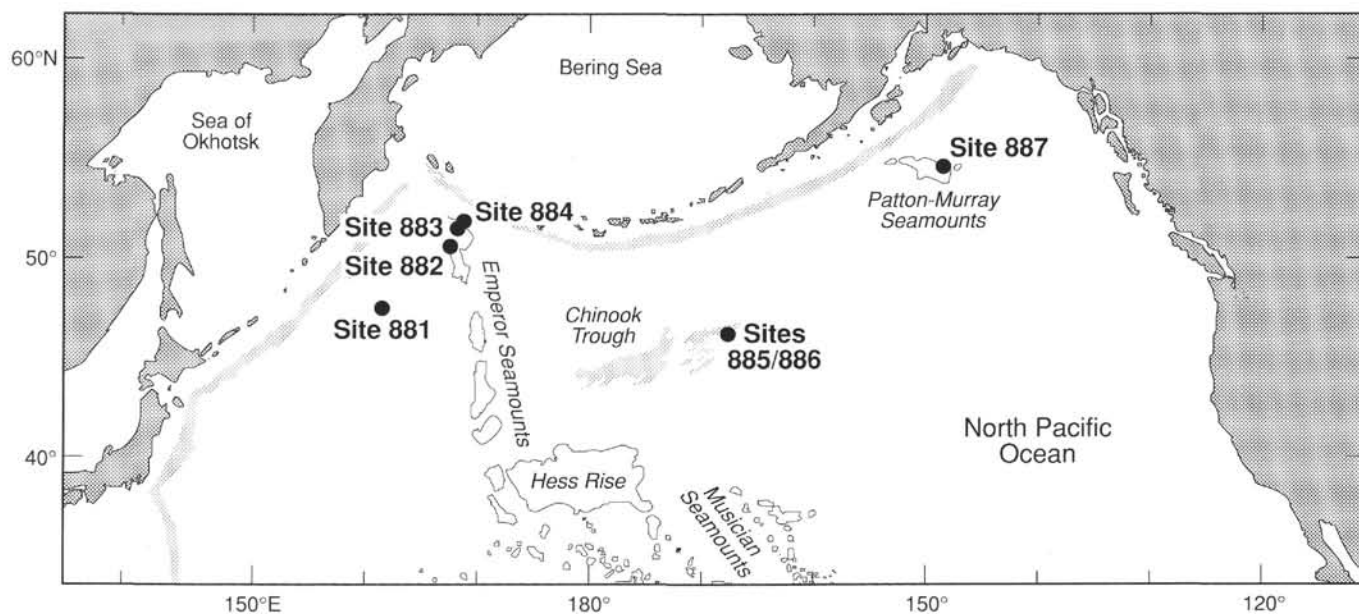 60°N
50°
40°
150°E
180°
150°
120°
Sea of
Okhotsk
Bering Sea
Site 887
Patton-Murray
Seamounts
Site 884
Site 883
Site 882
Site 881
Emperor Seamounts
Chinook
Trough
Sites
885/886
North Pacific
Ocean
Hess Rise
Musician
Seamounts